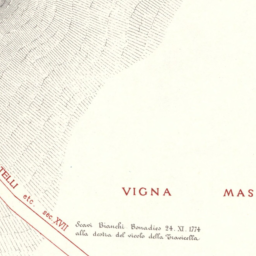 VIGNA MAS
TELLI etc. sec XVII
Scavi Bianchi Bonadies 24. XI. 1774
alla destra del vicolo della Travicella.